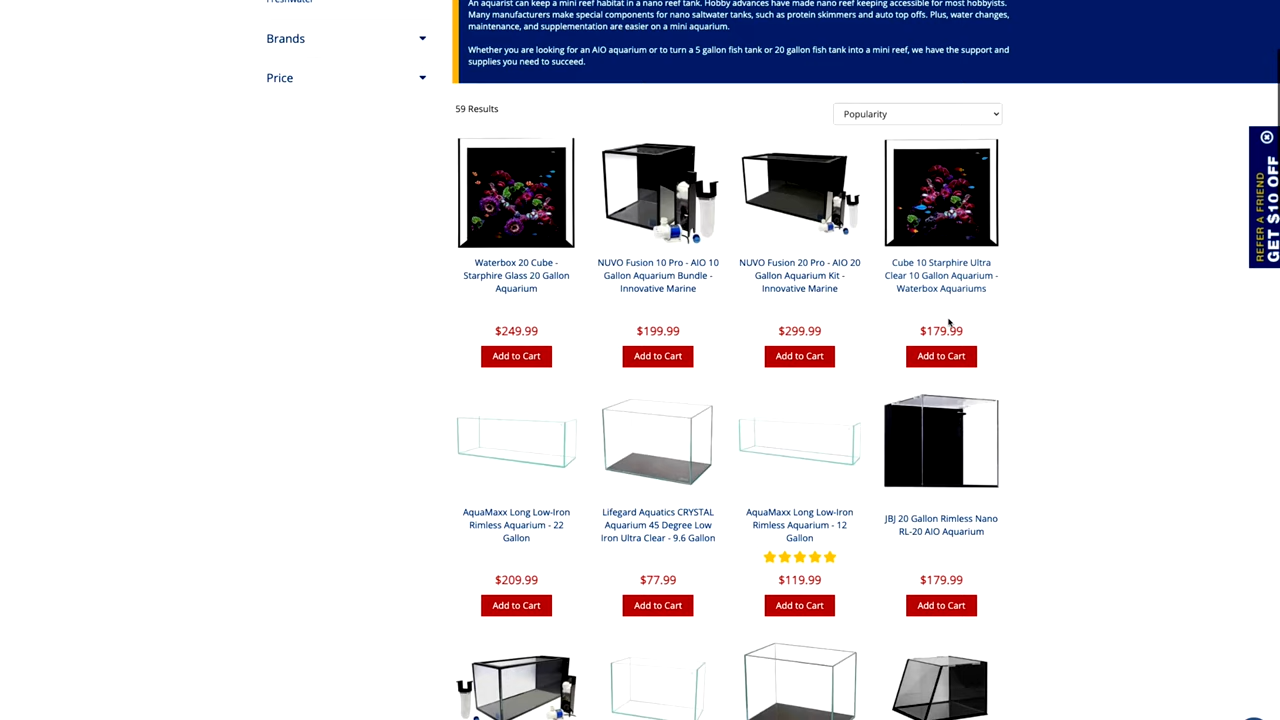 Freshwater
Brands
Price
An aquarist can keep a mini reef habitat in a nano reef tank. Hobby advances have made nano reef keeping accessible for most hobbyists.
Many manufacturers make special components for nano saltwater tanks, such as protein skimmers and auto top offs. Plus, water changes,
maintenance, and supplementation are easier on a mini aquarium.
Whether you are looking for an AIO aquarium or to turn a 5 gallon fish tank or 20 gallon fish tank into a mini reef, we have the support and
supplies you need to succeed.
59 Results
Popularity
REFER A FRIEND
GET $10 OFF
Waterbox 20 Cube -
Starphire Glass 20 Gallon
Aquarium
$249.99
Add to Cart
NUVO Fusion 10 Pro - AIO 10
Gallon Aquarium Bundle -
Innovative Marine
$199.99
Add to Cart
NUVO Fusion 20 Pro - AIO 20
Gallon Aquarium Kit -
Innovative Marine
$299.99
Add to Cart
Cube 10 Starphire Ultra
Clear 10 Gallon Aquarium -
Waterbox Aquariums
$179.99
Add to Cart
AquaMaxx Long Low-Iron
Rimless Aquarium - 22
Gallon
$209.99
Add to Cart
Lifegard Aquatics CRYSTAL
Aquarium 45 Degree Low
Iron Ultra Clear - 9.6 Gallon
$77.99
Add to Cart
AquaMaxx Long Low-Iron
Rimless Aquarium - 12
Gallon
$119.99
Add to Cart
JBJ 20 Gallon Rimless Nano
RL-20 AIO Aquarium
$179.99
Add to Cart